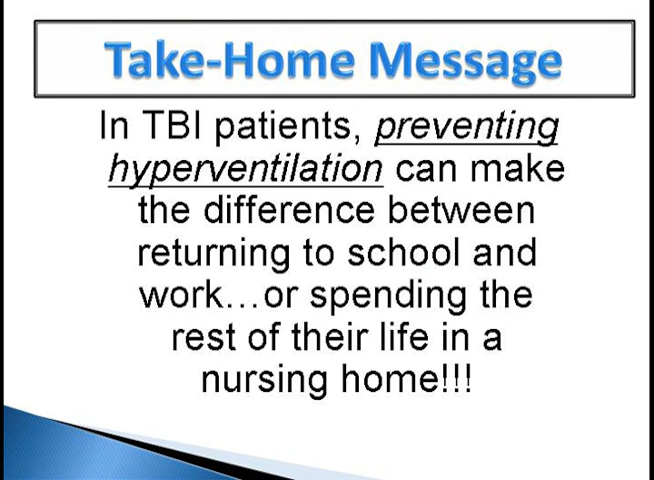 Take-Home Message
In TBI patients, preventing
hyperventilation can make
the difference between
returning to school and
work...or spending the
rest of their life in a
nursing home!!!